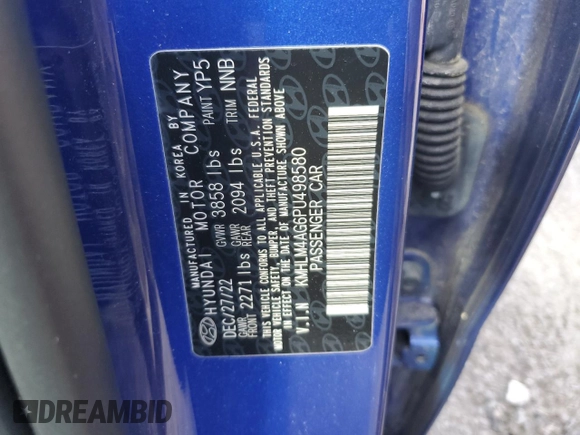 MANUFACTURED IN KOREA BY
HYUNDAI MOTOR COMPANY
DEC/27/22 GVWR 3858 lbs PAINT YP5
GAWR FRONT 2271 lbs GAWR REAR 2094 lbs TRIM NNB
THIS VEHICLE CONFORMS TO ALL APPLICABLE U.S.A. FEDERAL
MOTOR VEHICLE SAFETY, BUMPER, AND THEFT PREVENTION STANDARDS
IN EFFECT ON THE DATE OF MANUFACTURE SHOWN ABOVE
V.I.N KMHLM4AG6PU498580
PASSENGER CAR
DREAMBID